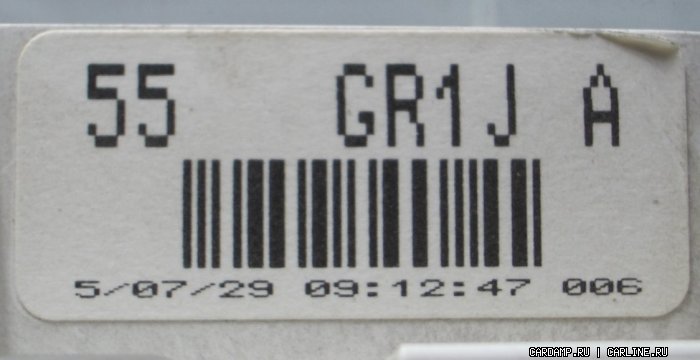 55 GR1J A
5/07/29 09:12:47 006
CARDAMP.RU | CARLINE.RU